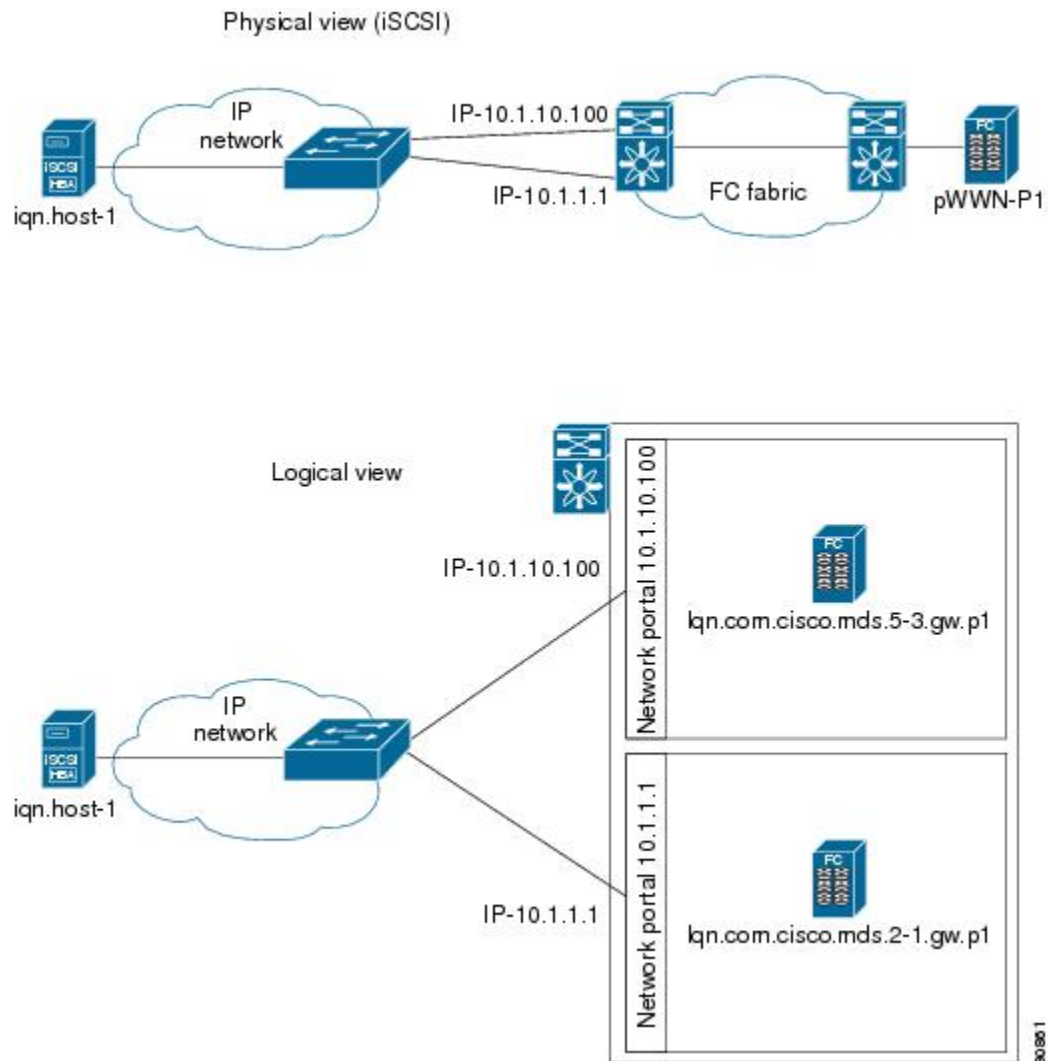 Physical view (iSCSI)
IP
network
IP-10.1.10.100
IP-10.1.1.1
iSCSI
HBA
iqn.host-1
FC fabric
FC
pWWN-P1
Logical view
IP-10.1.10.100
Network portal 10.1.10.100
FC
Iqn.com.cisco.mds.5-3.gw.p1
IP
network
iSCSI
HBA
iqn.host-1
IP-10.1.1.1
Network portal 10.1.1.1
FC
Iqn.com.cisco.mds.2-1.gw.p1